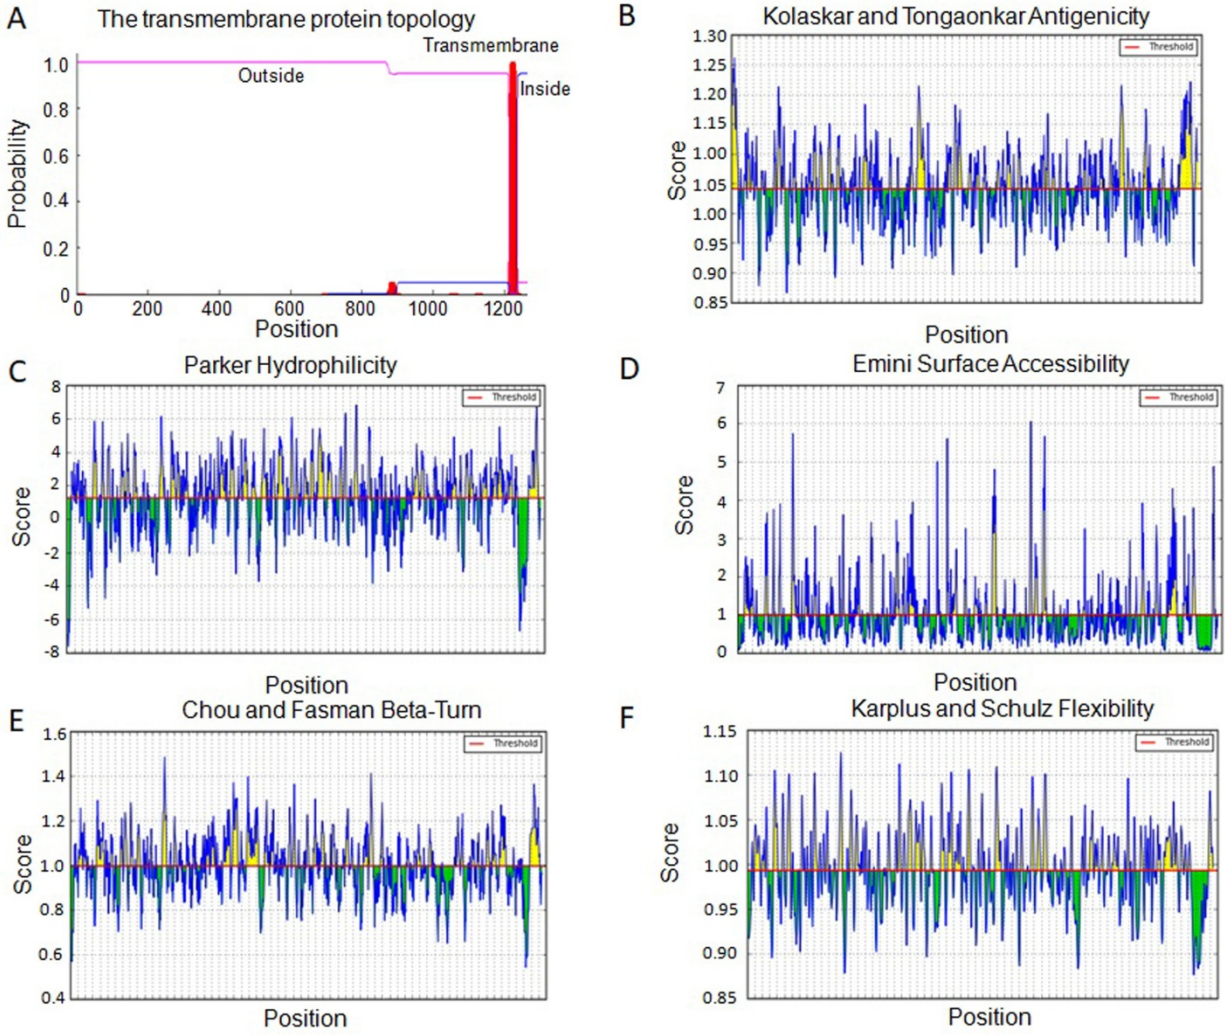 A
The transmembrane protein topology
Transmembrane
1.0
Outside
Inside
0.8
0.6
0.4
0.2
0
Probability
0 200 400 600 800 1000 1200
Position
B
Kolaskar and Tongaonkar Antigenicity
Threshold
1.30
1.25
1.20
1.15
1.10
1.05
1.00
0.95
0.90
0.85
Score
Position
C
Parker Hydrophilicity
Threshold
8
6
4
2
0
-2
-4
-6
-8
Score
Position
D
Emini Surface Accessibility
Threshold
7
6
5
4
3
2
1
0
Score
Position
E
Chou and Fasman Beta-Turn
Threshold
1.6
1.4
1.2
1.0
0.8
0.6
0.4
Score
Position
F
Karplus and Schulz Flexibility
Threshold
1.15
1.10
1.05
1.00
0.95
0.90
0.85
Score
Position